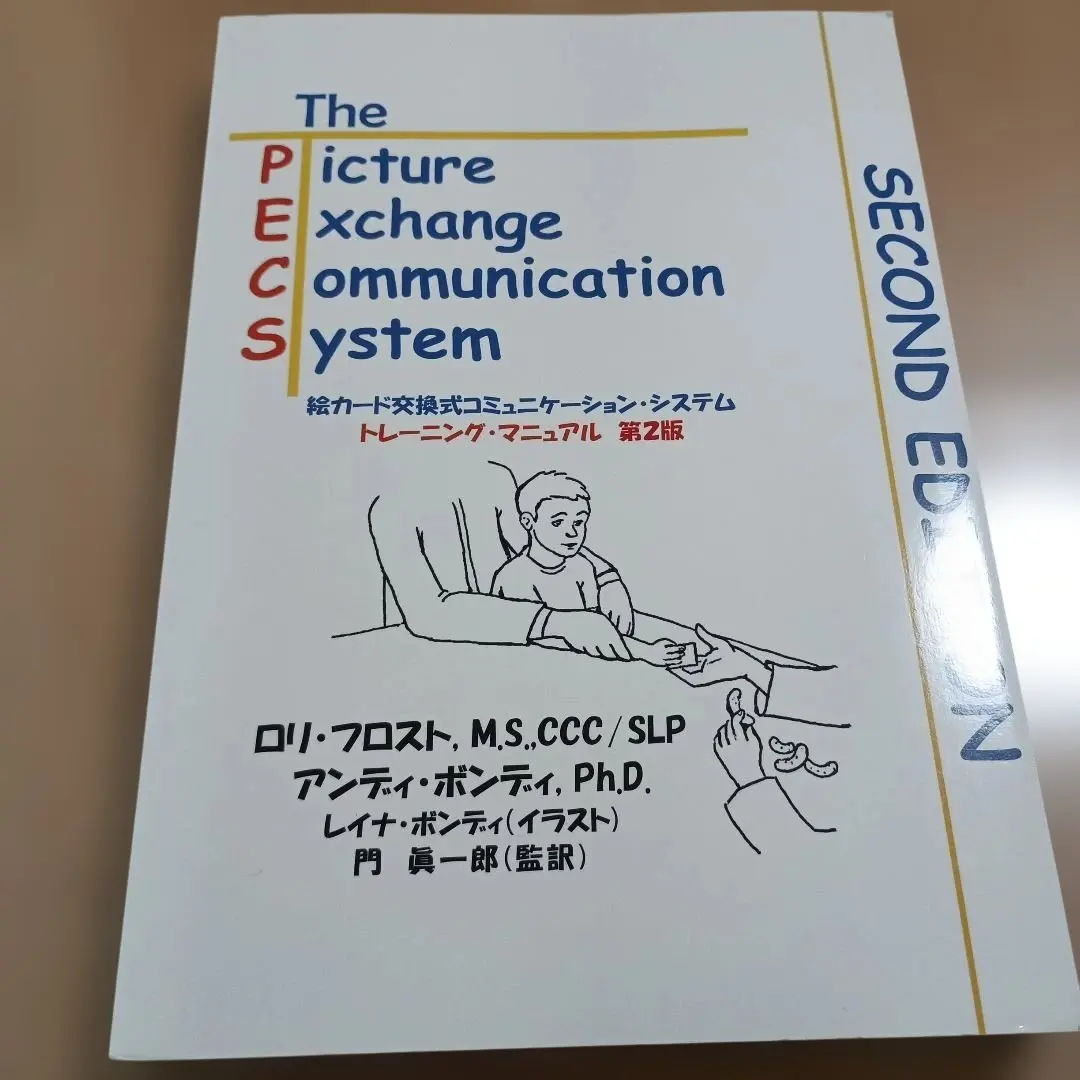 The
Picture
Exchange
Communication
System
絵カード交換式コミュニケーション・システム
トレーニング・マニュアル 第2版
ロリ・フロスト, M.S.,CCC/SLP
アンディ・ボンディ, Ph.D.
レイナ・ボンディ(イラスト)
門 眞一郎(監訳)
SECOND EDITION